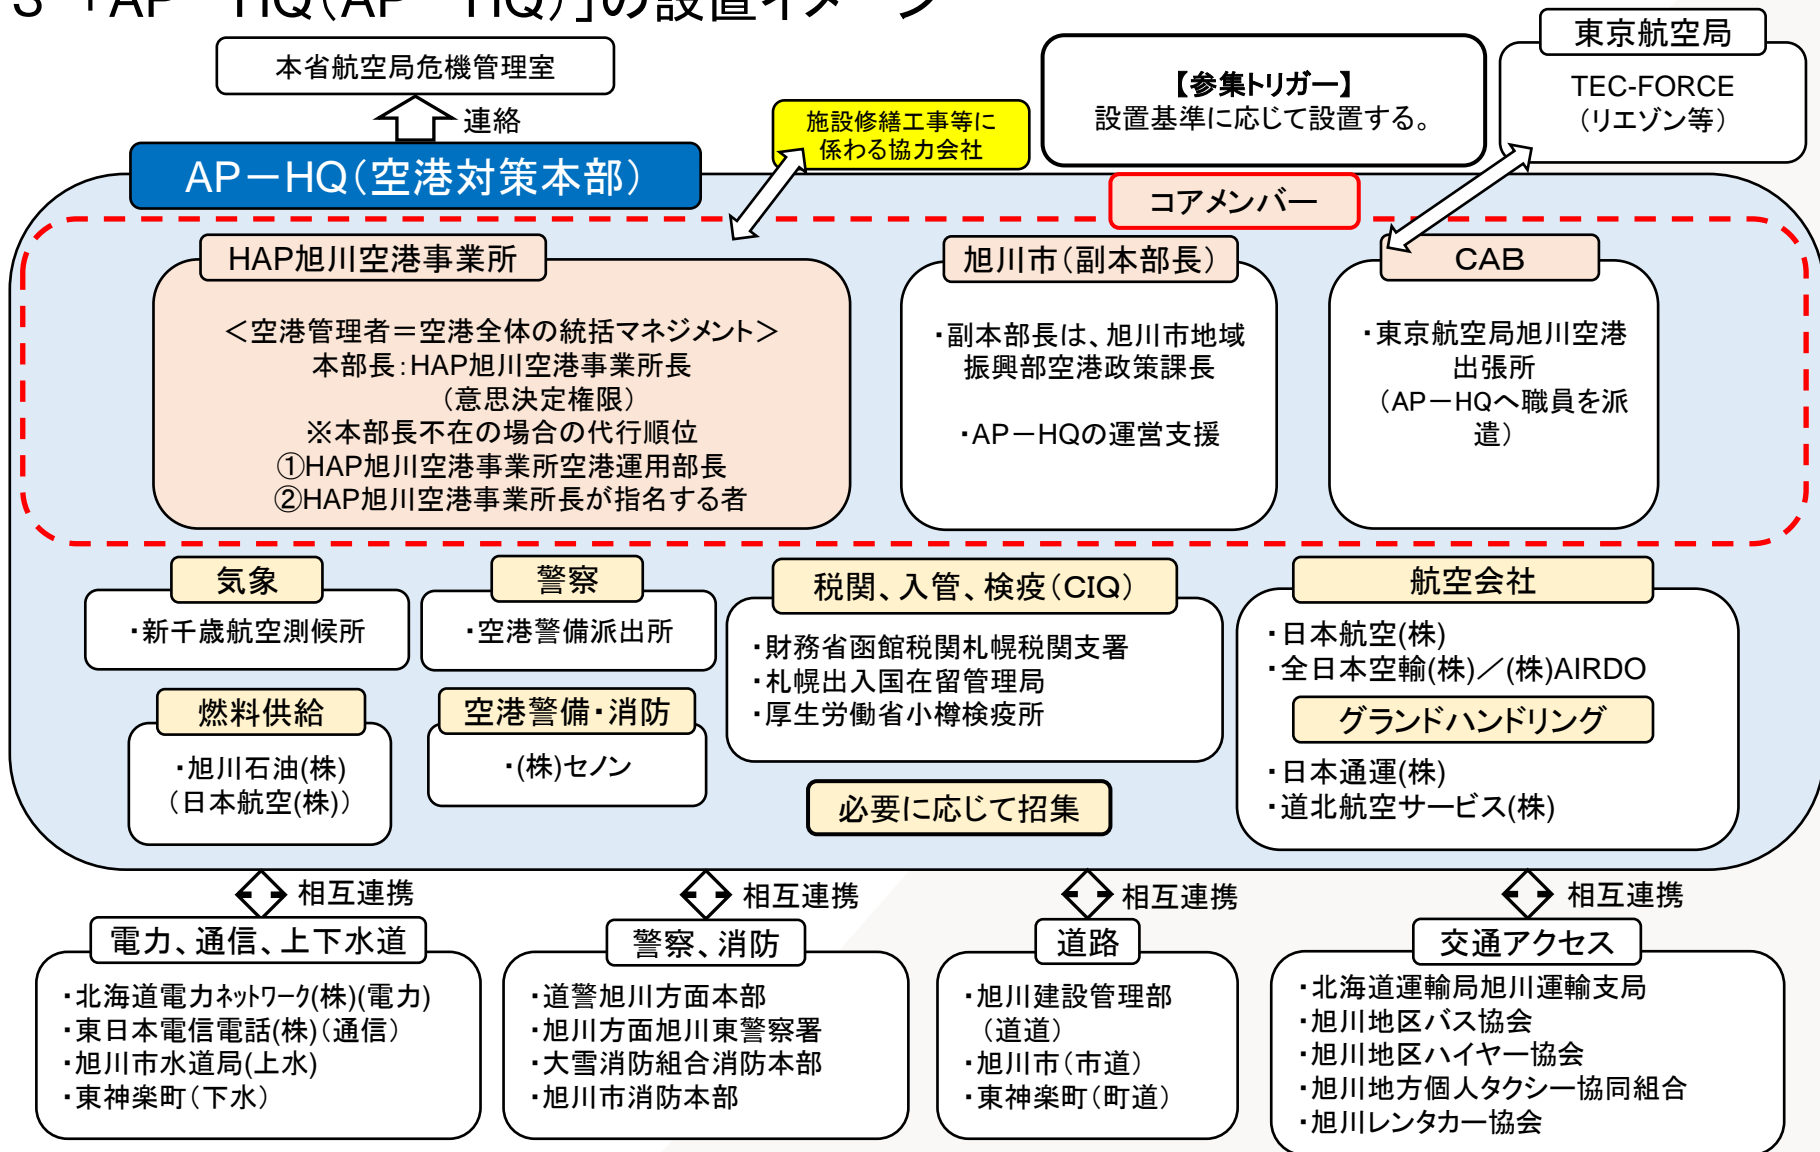 3 「AP－HQ（AP－HQ）」の設置イメージ
本省航空局危機管理室
連絡
施設修繕工事等に
係わる協力会社
【参集トリガー】
設置基準に応じて設置する。
東京航空局
TEC-FORCE
（リエゾン等）
AP－HQ（空港対策本部）
コアメンバー
HAP旭川空港事業所
＜空港管理者＝空港全体の統括マネジメント＞
本部長：HAP旭川空港事業所長
（意思決定権限）
※本部長不在の場合の代行順位
①HAP旭川空港事業所空港運用部長
②HAP旭川空港事業所長が指名する者
旭川市（副本部長）
・副本部長は、旭川市地域
振興部空港政策課長
・AP－HQの運営支援
CAB
・東京航空局旭川空港
出張所
（AP－HQへ職員を派
遣）
気象
・新千歳航空測候所
警察
・空港警備派出所
税関、入管、検疫（CIQ）
・財務省函館税関札幌税関支署
・札幌出入国在留管理局
・厚生労働省小樽検疫所
航空会社
・日本航空(株)
・全日本空輸(株)／(株)AIRDO
グランドハンドリング
・日本通運(株)
・道北航空サービス(株)
燃料供給
・旭川石油(株)
（日本航空(株)）
空港警備・消防
・(株)セノン
必要に応じて招集
相互連携
相互連携
相互連携
相互連携
電力、通信、上下水道
・北海道電力ネットワーク(株)(電力)
・東日本電信電話(株)（通信）
・旭川市水道局(上水)
・東神楽町（下水）
警察、消防
・道警旭川方面本部
・旭川方面旭川東警察署
・大雪消防組合消防本部
・旭川市消防本部
道路
・旭川建設管理部
（道道）
・旭川市（市道）
・東神楽町（町道）
交通アクセス
・北海道運輸局旭川運輸支局
・旭川地区バス協会
・旭川地区ハイヤー協会
・旭川地方個人タクシー協同組合
・旭川レンタカー協会